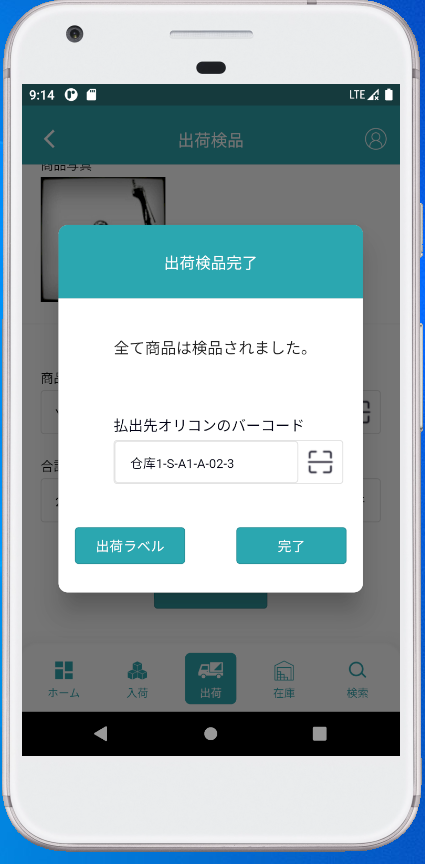 9:14
LTE
出荷検品
商品写真
出荷検品完了
全て商品は検品されました。
払出先オリコンのバーコード
仓库1-S-A1-A-02-3
出荷ラベル
完了
ホーム
入荷
出荷
在庫
検索